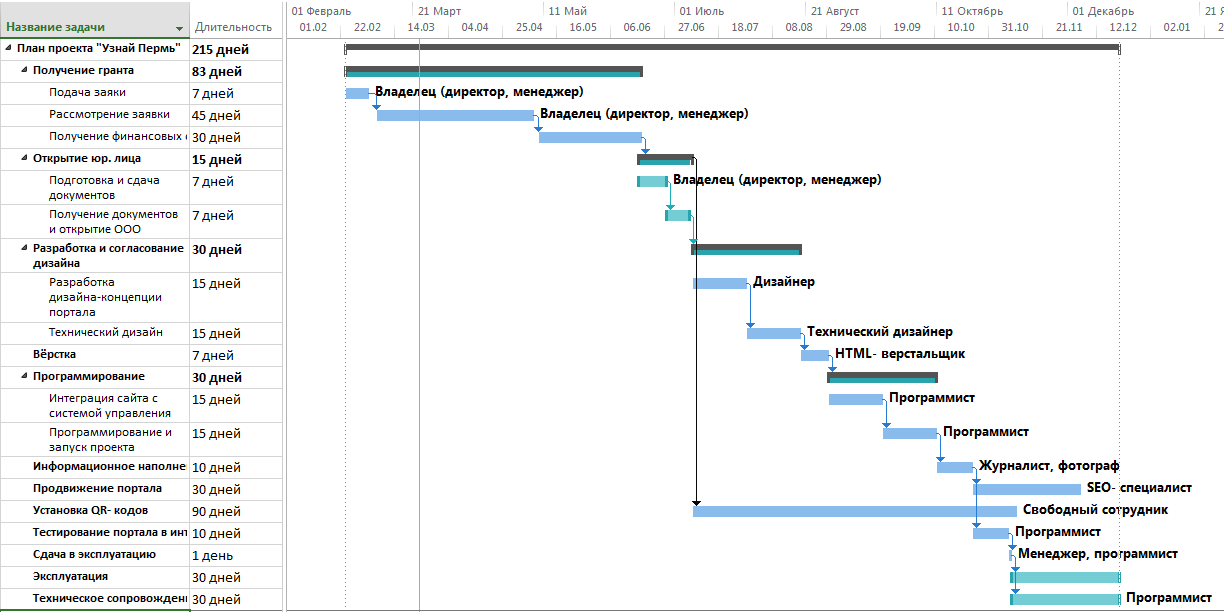 Название задачи Длительность
01 Февраль 21 Март 11 Май 01 Июль 21 Август 11 Октябрь 01 Декабрь 21 Я
01.02 22.02 14.03 04.04 25.04 16.05 06.06 27.06 18.07 08.08 29.08 19.09 10.10 31.10 21.11 12.12 02.01 2
План проекта "Узнай Пермь" 215 дней
Получение гранта 83 дней
Подача заяки 7 дней Владелец (директор, менеджер)
Рассмотрение заявки 45 дней Владелец (директор, менеджер)
Получение финансовых 30 дней
Открытие юр. лица 15 дней
Подготовка и сдача
документов
7 дней Владелец (директор, менеджер)
Получение документов
и открытие ООО
7 дней
Разработка и согласование
дизайна
30 дней
Разработка
дизайн-концепции
портала
15 дней Дизайнер
Технический дизайн 15 дней Технический дизайнер
Вёрстка 7 дней HTML- верстальщик
Программирование 30 дней
Интеграция сайта с
системой управления
15 дней Программист
Программирование и
запуск проекта
15 дней Программист
Информационное наполне 10 дней Журналист, фотограф
Продвижение портала 30 дней SEO- специалист
Установка QR- кодов 90 дней Свободный сотрудник
Тестирование портала в инт 10 дней Программист
Сдача в эксплуатацию 1 день Менеджер, программист
Эксплуатация 30 дней
Техническое сопровожден 30 дней Программист